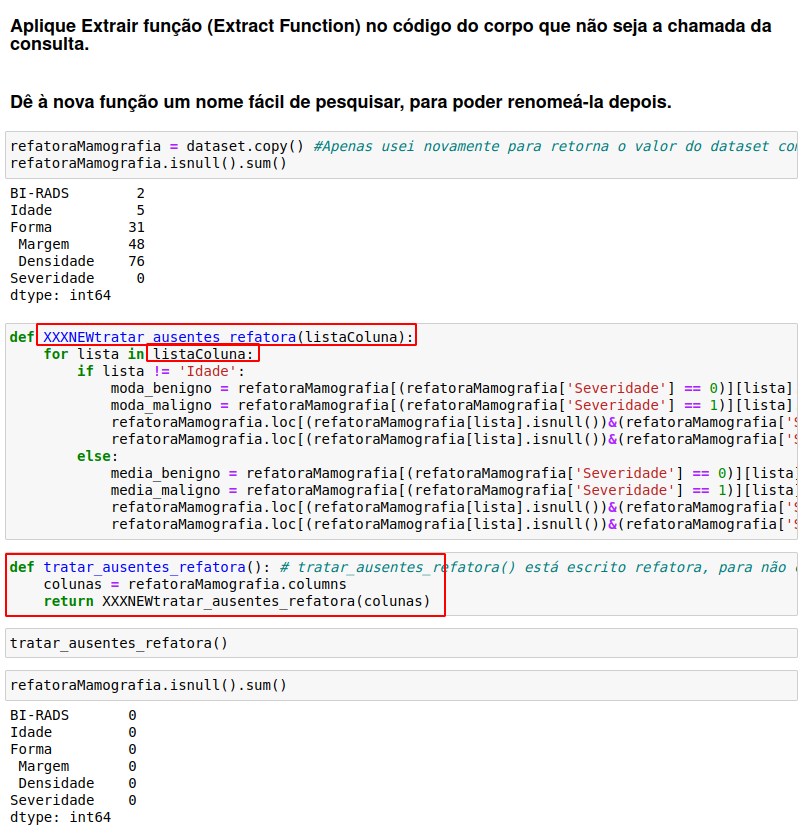 Aplique Extrair função (Extract Function) no código do corpo que não seja a chamada da
consulta.
Dê à nova função um nome fácil de pesquisar, para poder renomeá-la depois.
refatoraMamografia = dataset.copy() #Apenas usei novamente para retorna o valor do dataset co
refatoraMamografia.isnull().sum()
BI-RADS        2
Idade          5
Forma         31
 Margem       48
 Densidade    76
Severidade     0
dtype: int64
def XXXNEWtratar_ausentes_refatora(listaColuna):
    for lista in listaColuna:
        if lista != 'Idade':
            moda_benigno = refatoraMamografia[(refatoraMamografia['Severidade'] == 0)][lista]
            moda_maligno = refatoraMamografia[(refatoraMamografia['Severidade'] == 1)][lista]
            refatoraMamografia.loc[(refatoraMamografia[lista].isnull())&(refatoraMamografia['
            refatoraMamografia.loc[(refatoraMamografia[lista].isnull())&(refatoraMamografia['
        else:
            media_benigno = refatoraMamografia[(refatoraMamografia['Severidade'] == 0)][lista]
            media_maligno = refatoraMamografia[(refatoraMamografia['Severidade'] == 1)][lista]
            refatoraMamografia.loc[(refatoraMamografia[lista].isnull())&(refatoraMamografia['
            refatoraMamografia.loc[(refatoraMamografia[lista].isnull())&(refatoraMamografia['
def tratar_ausentes_refatora(): # tratar_ausentes_refatora() está escrito refatora, para não
    colunas = refatoraMamografia.columns
    return XXXNEWtratar_ausentes_refatora(colunas)
tratar_ausentes_refatora()
refatoraMamografia.isnull().sum()
BI-RADS       0
Idade         0
Forma         0
 Margem       0
 Densidade    0
Severidade    0
dtype: int64